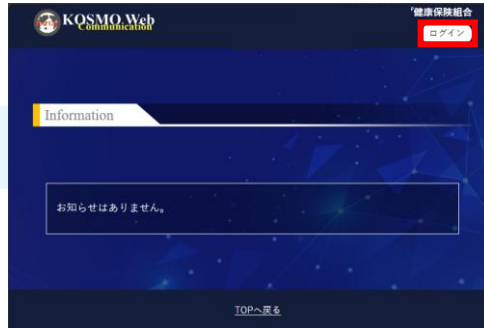 KOSMO Web
Communication
健康保険組合
ログイン
Information
お知らせはありません。
TOPへ戻る